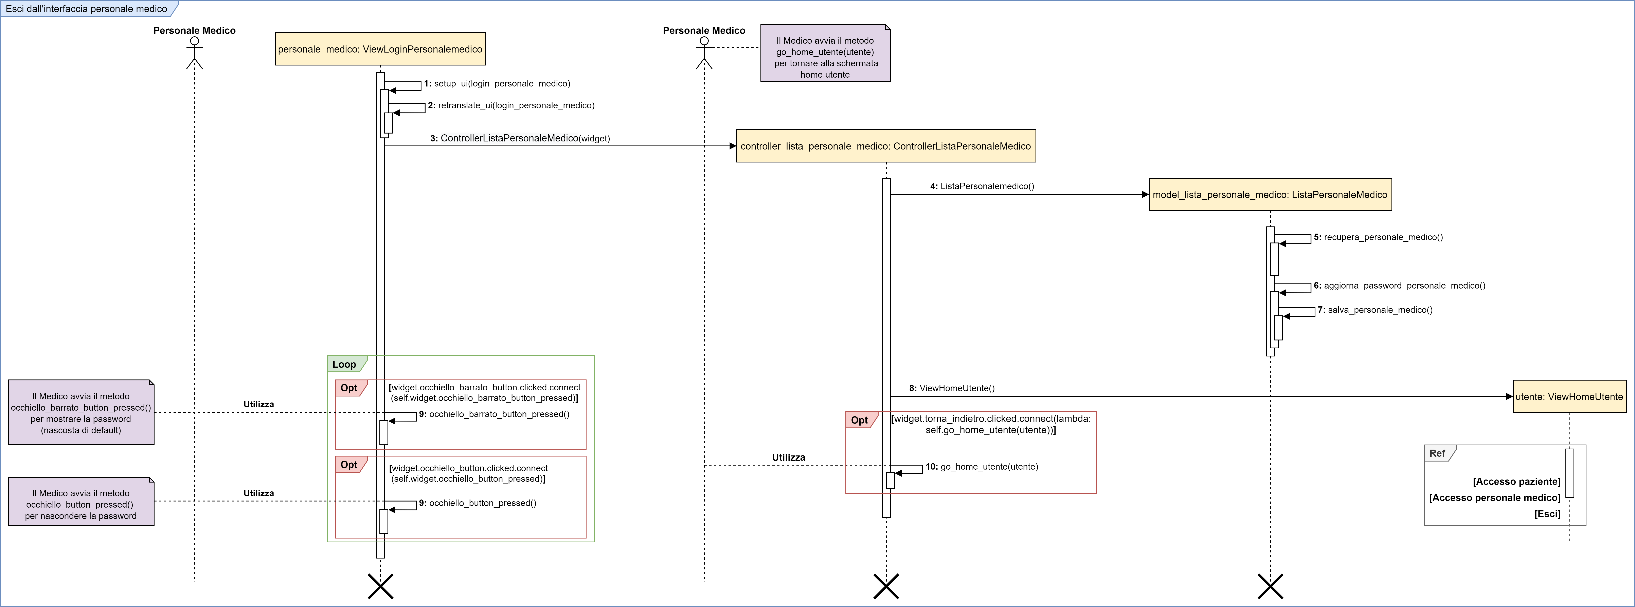 Esci dall'interfaccia personale medico
Personale Medico
personale_medico: ViewLoginPersonalemedico
1: setup_ui(login_personale_medico)
2: retranslate_ui(login_personale_medico)
3: ControllerListaPersonaleMedico(widget)
Personale Medico
Il Medico avvia il metodo
go_home_utente(utente)
per tornare alla schermata
home utente
controller_lista_personale_medico: ControllerListaPersonaleMedico
4: ListaPersonalemedico()
model_lista_personale_medico: ListaPersonaleMedico
5: recupera_personale_medico()
6: aggiorna_password_personale_medico()
7: salva_personale_medico()
8: ViewHomeUtente()
utente: ViewHomeUtente
Loop
Opt
[widget.occhiello_barrato_button.clicked.connect
(self.widget.occhiello_barrato_button_pressed)]
Il Medico avvia il metodo
occhiello_barrato_button_pressed()
per mostrare la password
(nascosta di default)
Utilizza
9: occhiello_barrato_button_pressed()
Opt
[widget.occhiello_button.clicked.connect
(self.widget.occhiello_button_pressed)]
Il Medico avvia il metodo
occhiello_button_pressed()
per nascondere la password
Utilizza
9: occhiello_button_pressed()
Opt
[widget.torna_indietro.clicked.connect(lambda:
self.go_home_utente(utente))]
Utilizza
10: go_home_utente(utente)
Ref
[Accesso paziente]
[Accesso personale medico]
[Esci]